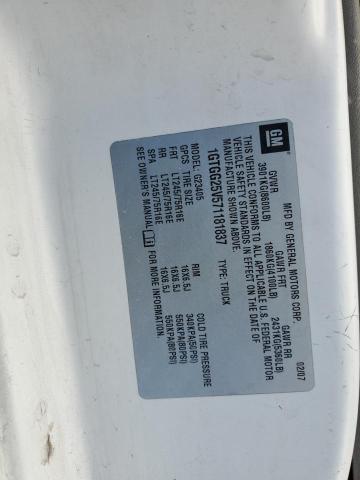 GM
MFD BY GENERAL MOTORS CORP. 02/07
GVWR GAWR FRT GAWR RR
3901KG(8600LB) 1860KG(4100LB) 2431KG(5360LB)
THIS VEHICLE CONFORMS TO ALL APPLICABLE U.S. FEDERAL MOTOR
VEHICLE SAFETY STANDARDS IN EFFECT ON THE DATE OF
MANUFACTURE SHOWN ABOVE.
1GTGG25V571181837 TYPE: TRUCK
MODEL: G23405
GPCS TIRE SIZE RIM COLD TIRE PRESSURE
FRT LT245/75R16E 16X6.5J 340KPA(50PSI)
RR LT245/75R16E 16X6.5J 550KPA(80PSI)
SPA LT245/75R16E 16X6.5J 550KPA(80PSI)
SEE OWNER'S MANUAL FOR MORE INFORMATION.